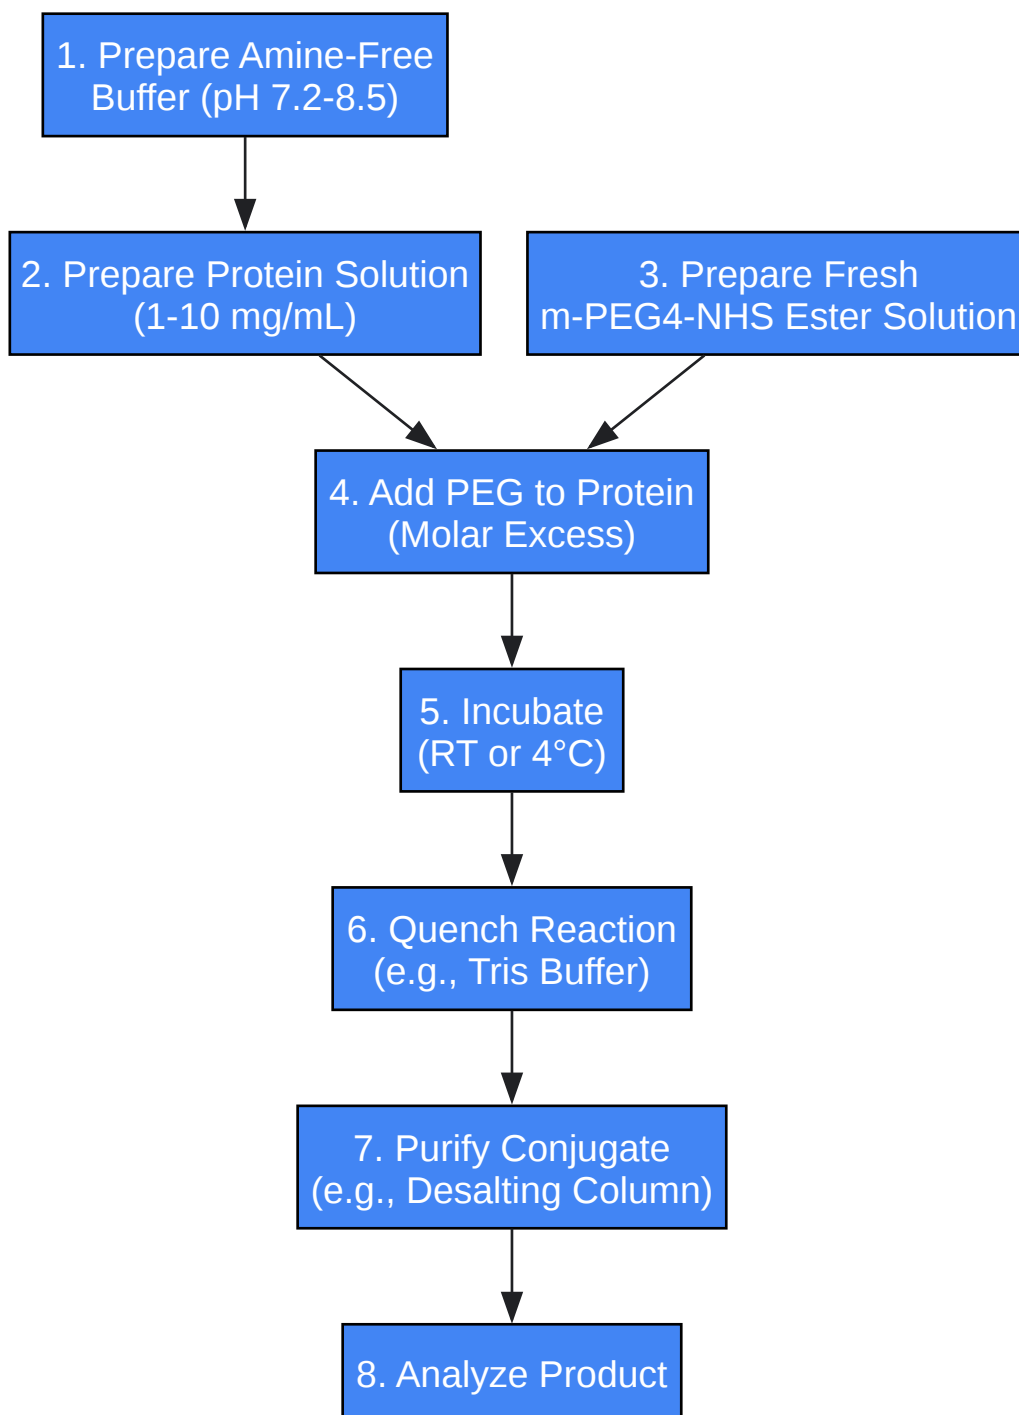 1. Prepare Amine-Free
Buffer (pH 7.2-8.5)
2. Prepare Protein Solution
(1-10 mg/mL)
3. Prepare Fresh
m-PEG4-NHS Ester Solution
4. Add PEG to Protein
(Molar Excess)
5. Incubate
(RT or 4°C)
6. Quench Reaction
(e.g., Tris Buffer)
7. Purify Conjugate
(e.g., Desalting Column)
8. Analyze Product